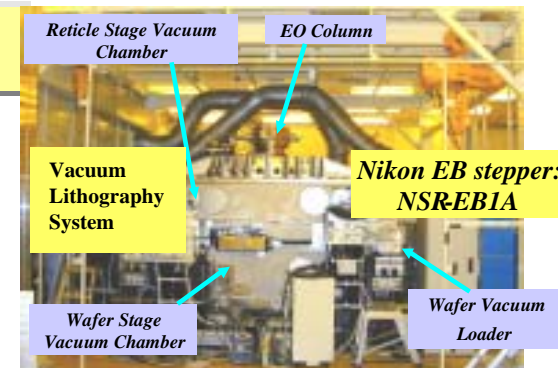 Reticle Stage Vacuum
Chamber
EO Column
Vacuum
Lithography
System
Nikon EB stepper:
NSR-EB1A
Wafer Stage
Vacuum Chamber
Wafer Vacuum
Loader